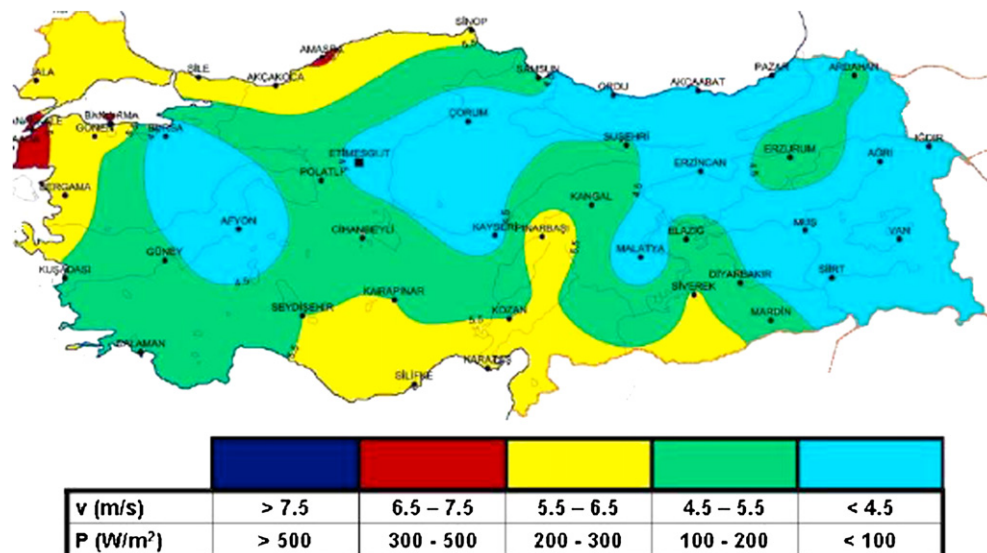 SİNOP
AMASRA
ŞİLE
AKÇAKOCA
SAMSUN
ORDU
AKÇAABAT
PAZAR
ARDAHAN
BANDIRMA
GÖNEN
BURSA
ÇORUM
SUŞEHRİ
IĞDIR
ETİMESGUT
POLATLI
ERZİNCAN
ERZURUM
AĞRI
BERGAMA
AFYON
CİHANBEYLİ
KAYSERİ
PINARBAŞI
KANGAL
ELAZIĞ
MUŞ
VAN
KUŞADASI
GÜNEY
MALATYA
DİYARBAKIR
SİİRT
SİVEREK
SEYDİŞEHİR
KARAPINAR
5.5
KOZAN
MARDİN
DALAMAN
SİLİFKE
KARATAŞ
v (m/s) > 7.5 6.5 – 7.5 5.5 – 6.5 4.5 – 5.5 < 4.5
P (W/m²) > 500 300 - 500 200 - 300 100 - 200 < 100